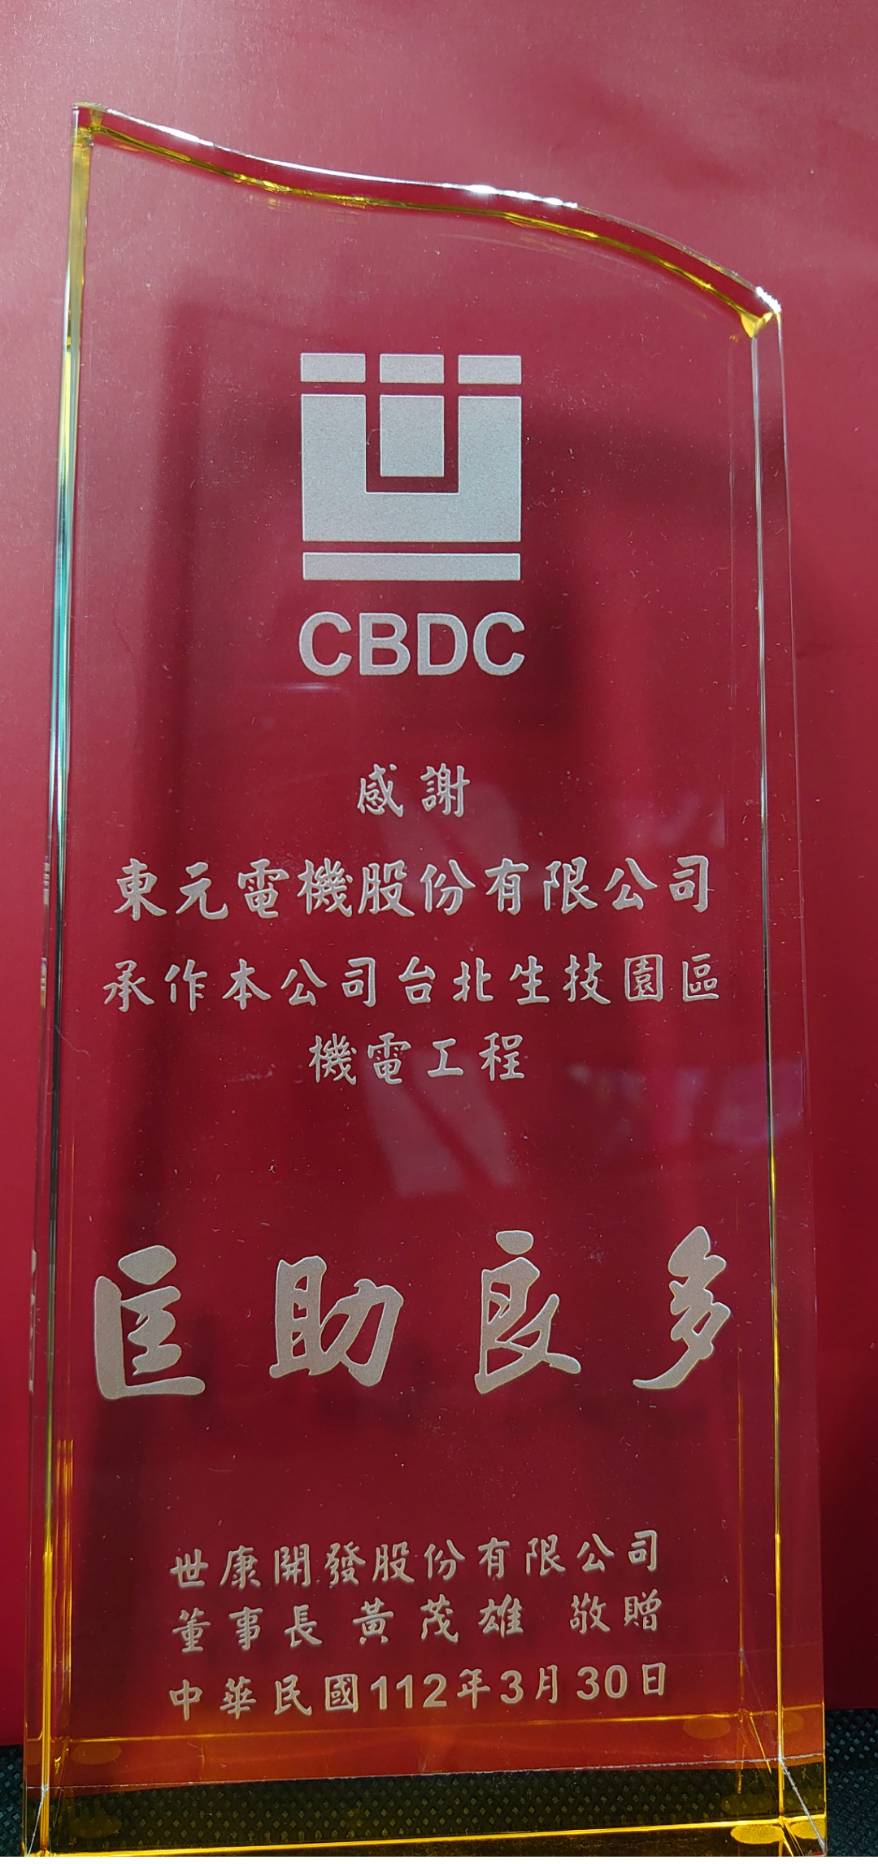 CBDC
感謝
東元電機股份有限公司
承作本公司台北生技園區
機電工程
匡助良多
世康開發股份有限公司
董事長 黃茂雄 敬贈
中華民國112年3月30日